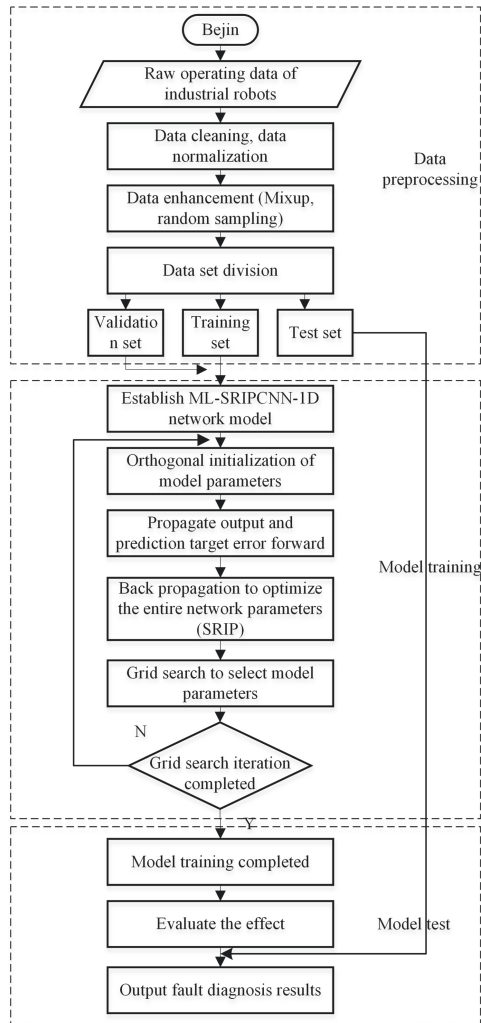 Bejin
Raw operating data of
industrial robots
Data cleaning, data
normalization
Data
preprocessing
Data enhancement (Mixup,
random sampling)
Data set division
Validatio
n set
Training
set
Test set
Establish ML-SRIPCNN-1D
network model
Orthogonal initialization of
model parameters
Propagate output and
prediction target error forward
Model training
Back propagation to optimize
the entire network parameters
(SRIP)
Grid search to select model
parameters
N
Grid search iteration
completed
Y
Model training completed
Evaluate the effect
Model test
Output fault diagnosis results